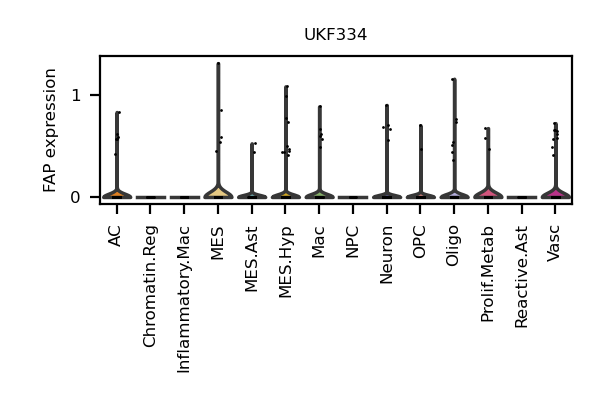 UKF334
FAP expression
1
0
AC
Chromatin.Reg
Inflammatory.Mac
MES
MES.Ast
MES.Hyp
Mac
NPC
Neuron
OPC
Oligo
Prolif.Metab
Reactive.Ast
Vasc